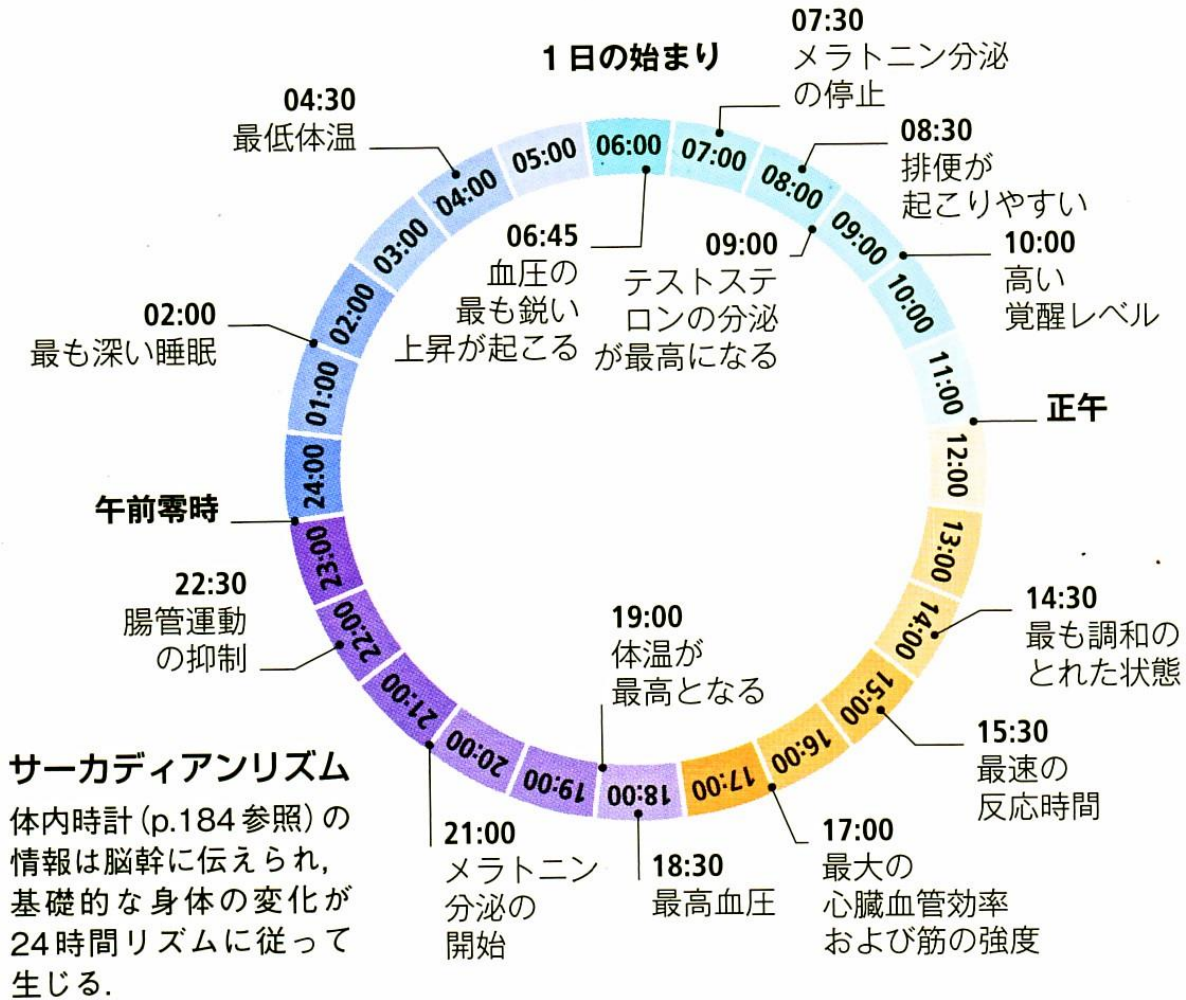 1日の始まり
07:30
メラトニン分泌
の停止
08:30
排便が
起こりやすい
10:00
高い
覚醒レベル
正午
14:30
最も調和の
とれた状態
15:30
最速の
反応時間
17:00
最大の
心臓血管効率
および筋の強度
18:30
最高血圧
19:00
体温が
最高となる
21:00
メラトニン
分泌の
開始
22:30
腸管運動
の抑制
午前零時
02:00
最も深い睡眠
04:30
最低体温
06:45
血圧の
最も鋭い
上昇が起こる
09:00
テストステ
ロンの分泌
が最高になる
06:00
07:00
08:00
09:00
10:00
11:00
12:00
13:00
14:00
15:00
16:00
17:00
18:00
19:00
20:00
21:00
22:00
23:00
24:00
01:00
02:00
03:00
04:00
05:00
サーカディアンリズム
体内時計(p.184参照)の
情報は脳幹に伝えられ,
基礎的な身体の変化が
24時間リズムに従って
生じる.